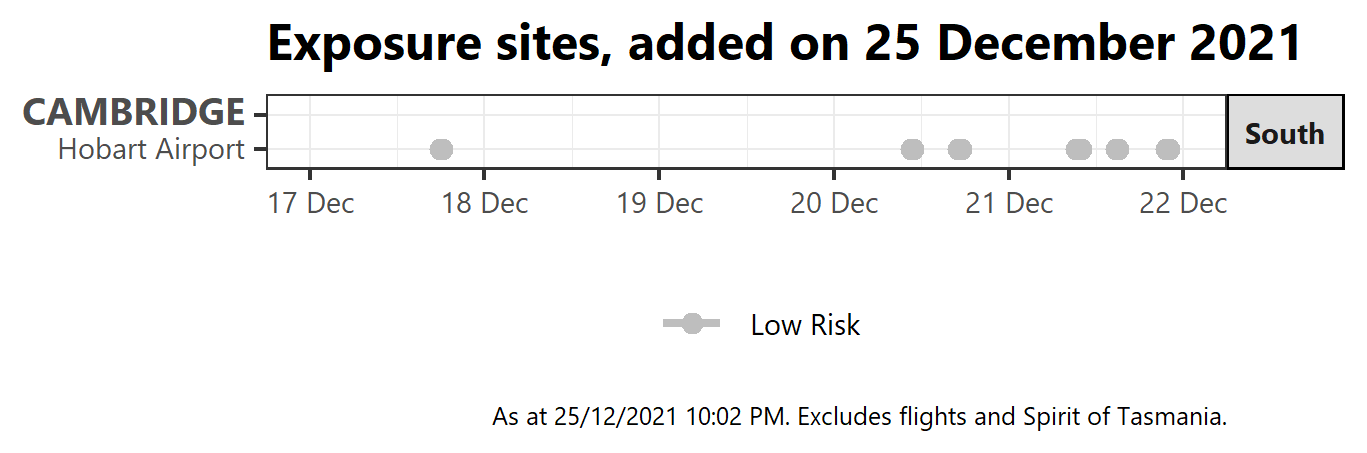 Exposure sites, added on 25 December 2021
CAMBRIDGE
Hobart Airport
South
17 Dec 18 Dec 19 Dec 20 Dec 21 Dec 22 Dec
Low Risk
As at 25/12/2021 10:02 PM. Excludes flights and Spirit of Tasmania.